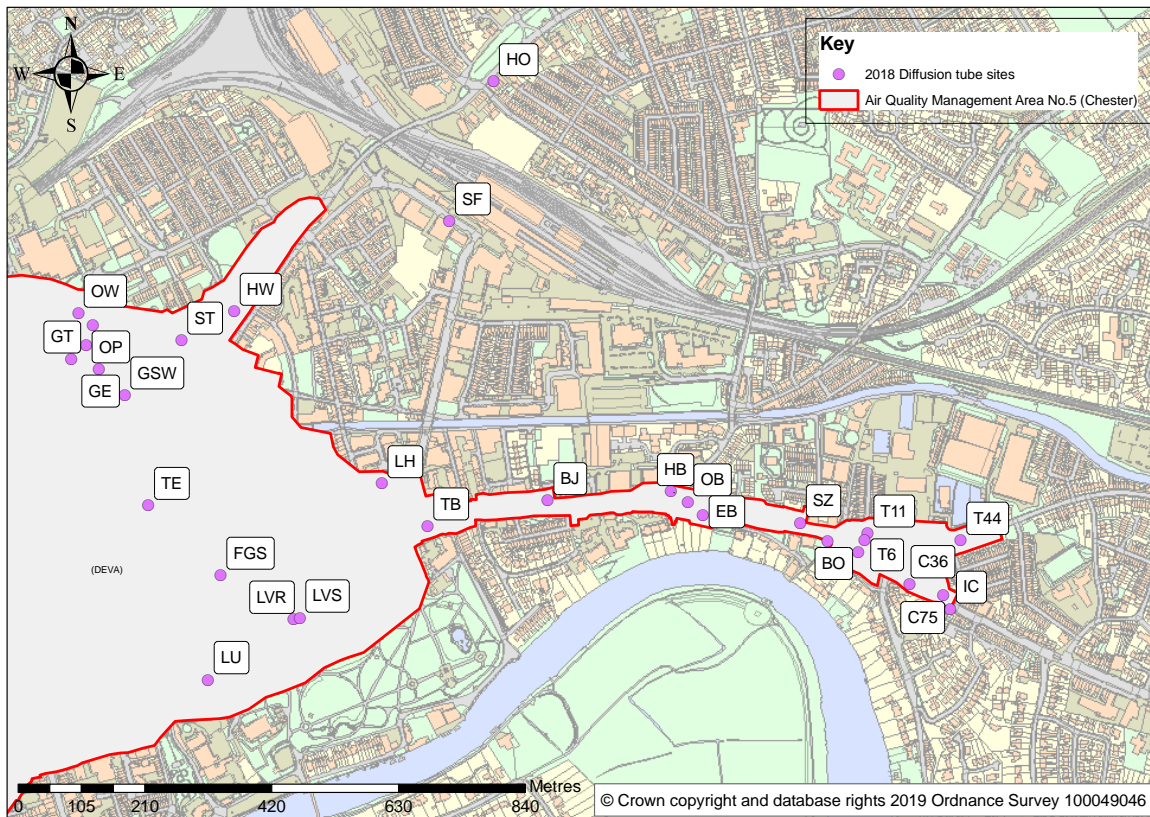 N
W E
S
Key
2018 Diffusion tube sites
Air Quality Management Area No.5 (Chester)
HO
SF
OW
HW
ST
GT
OP
GSW
GE
LH
TE
TB
BJ
HB
OB
EB
SZ
T11
T44
BO
T6
C36
IC
C75
FGS
(DEVA)
LVR
LVS
LU
Metres
0 105 210 420 630 840
© Crown copyright and database rights 2019 Ordnance Survey 100049046